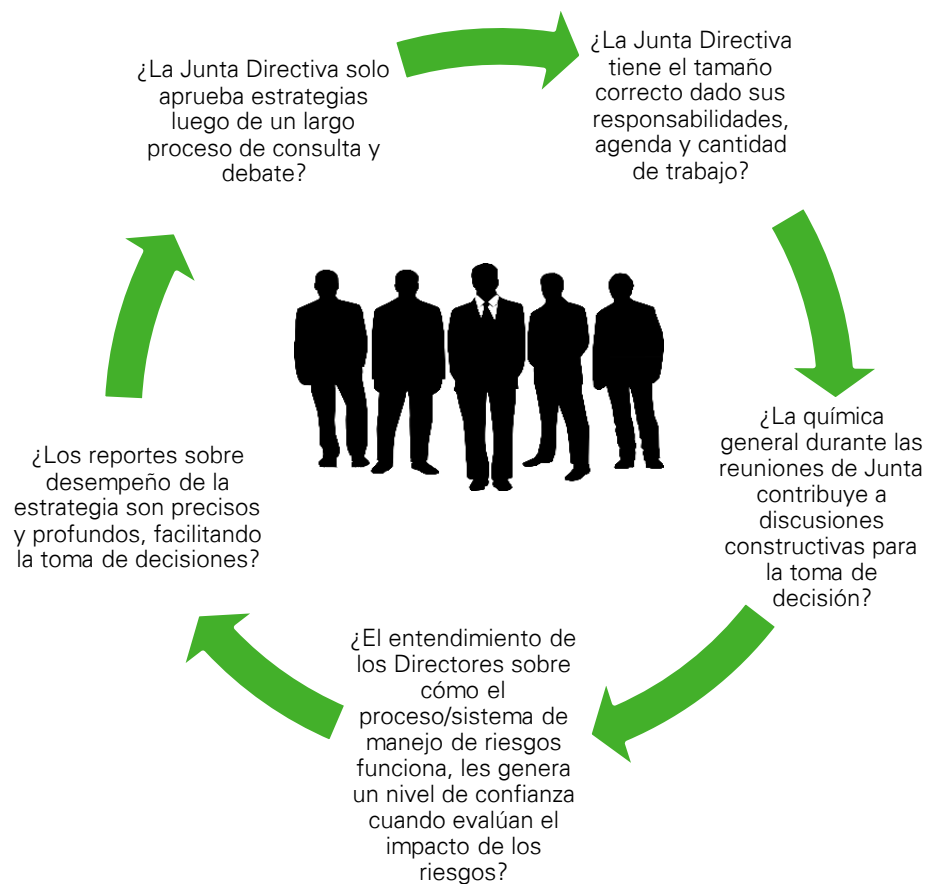 ¿La Junta Directiva solo
aprueba estrategias
luego de un largo
proceso de consulta y
debate?
¿La Junta Directiva
tiene el tamaño
correcto dado sus
responsabilidades,
agenda y cantidad
de trabajo?
¿La química
general durante las
reuniones de Junta
contribuye a
discusiones
constructivas para
la toma de
decisión?
¿El entendimiento de
los Directores sobre
cómo el
proceso/sistema de
manejo de riesgos
funciona, les genera
un nivel de confianza
cuando evalúan el
impacto de los
riesgos?
¿Los reportes sobre
desempeño de la
estrategia son precisos
y profundos, facilitando
la toma de decisiones?